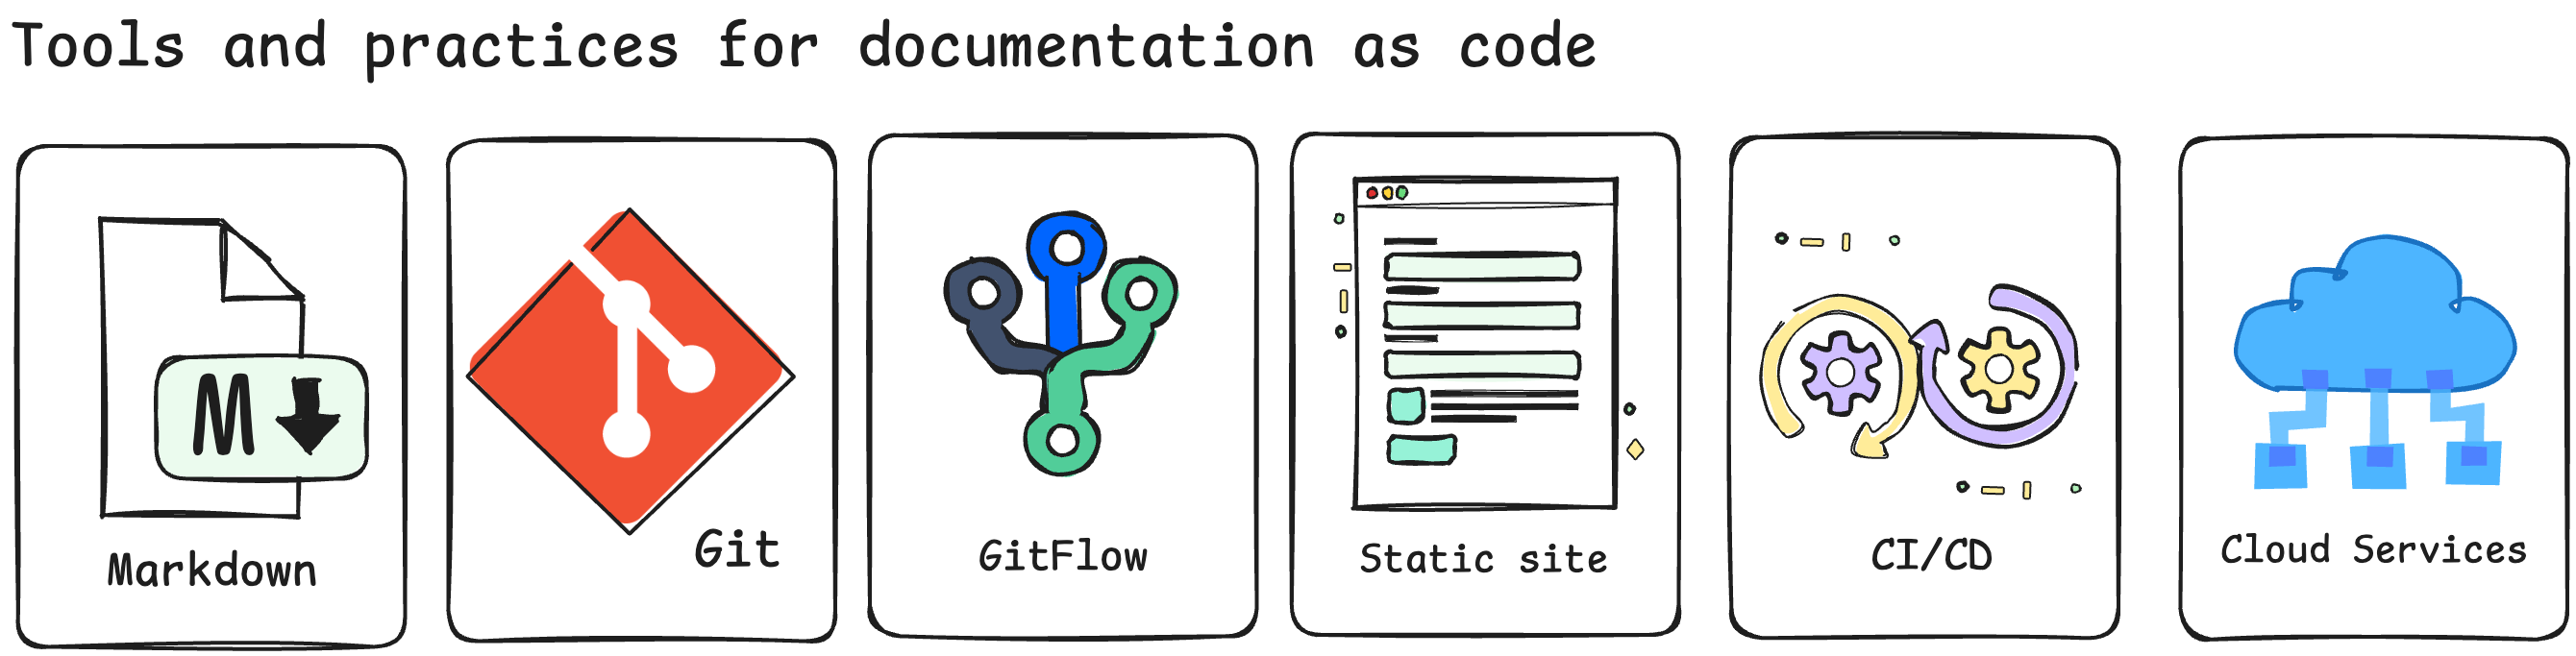 Tools and practices for documentation as code
M
Markdown
Git
GitFlow
Static site
CI/CD
Cloud Services